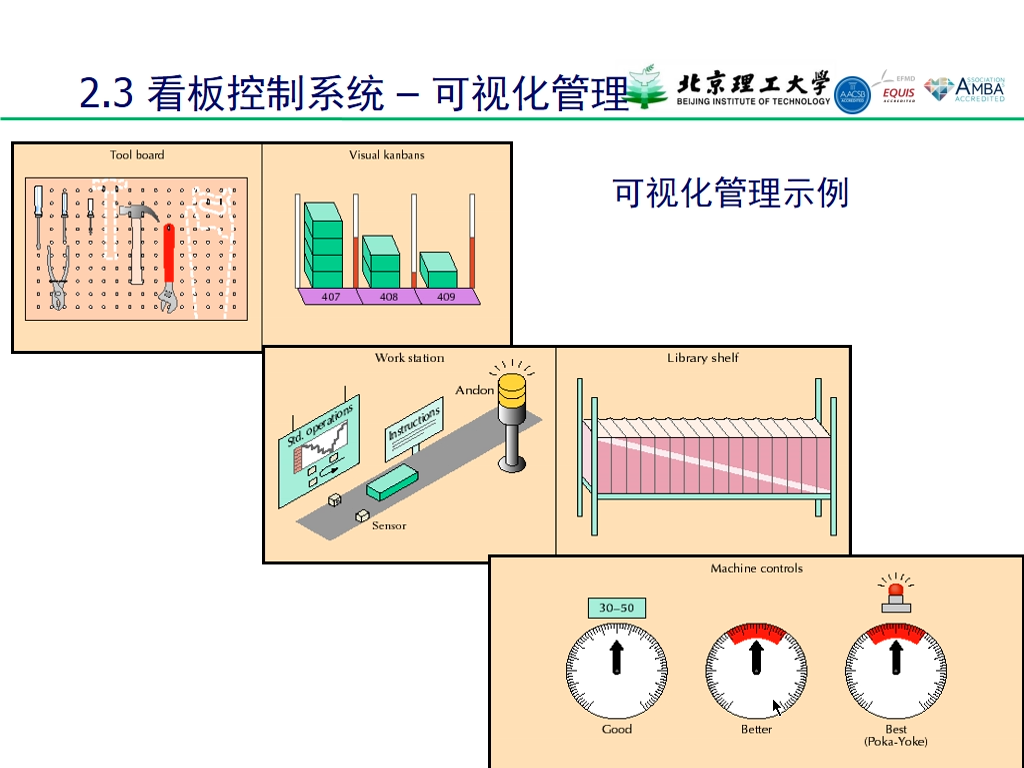 2.3 看板控制系统 – 可视化管理
北京理工大学
BEIJING INSTITUTE OF TECHNOLOGY
AACSB
ACCREDITED
EFMD
EQUIS
ACCREDITED
ASSOCIATION
AMBA
ACCREDITED
可视化管理示例
Tool board
Visual kanbans
407
408
409
Work station
Andon
Std. operations
Instructions
Sensor
Library shelf
Machine controls
30–50
Good
Better
Best
(Poka-Yoke)